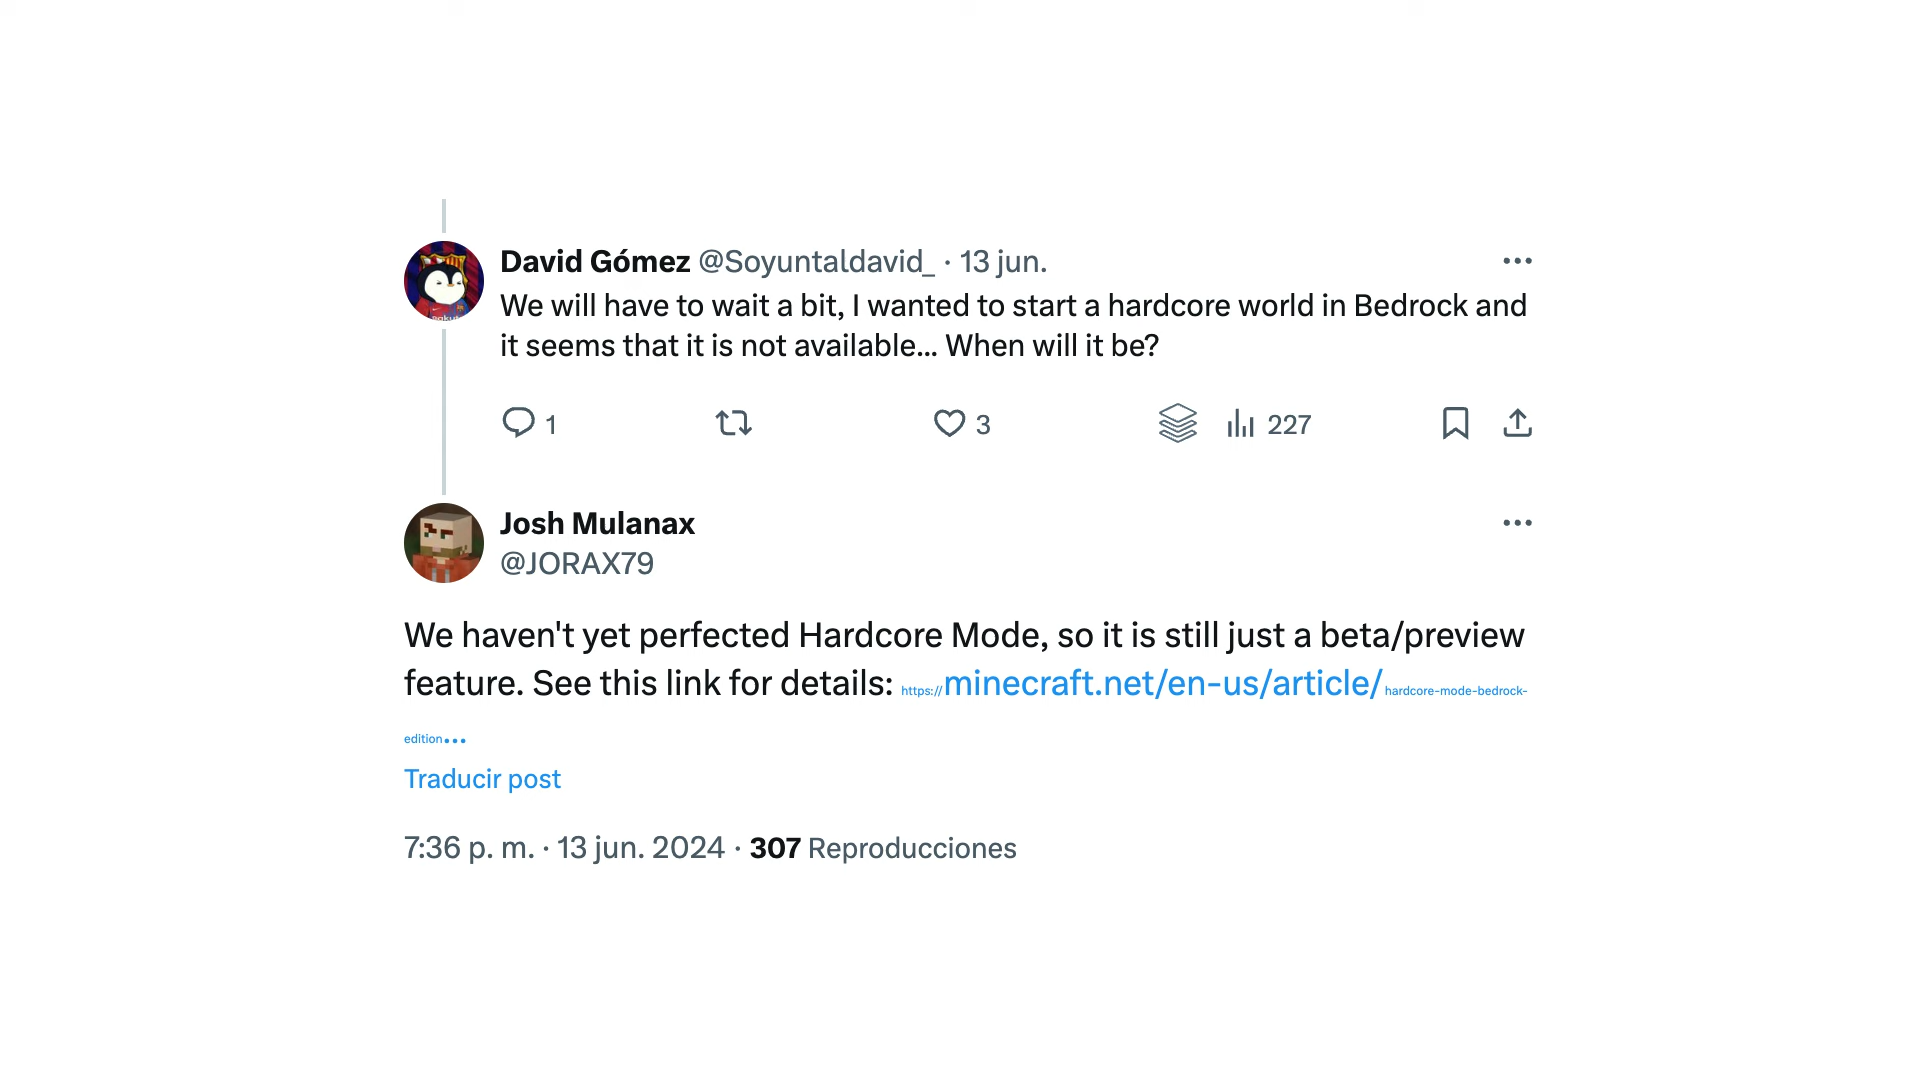 David Gómez @Soyuntaldavid_ · 13 jun.
We will have to wait a bit, I wanted to start a hardcore world in Bedrock and
it seems that it is not available... When will it be?
1 3 227
Josh Mulanax
@JORAX79
We haven't yet perfected Hardcore Mode, so it is still just a beta/preview
feature. See this link for details: https://minecraft.net/en-us/article/hardcore-mode-bedrock-
edition…
Traducir post
7:36 p. m. · 13 jun. 2024 · 307 Reproducciones